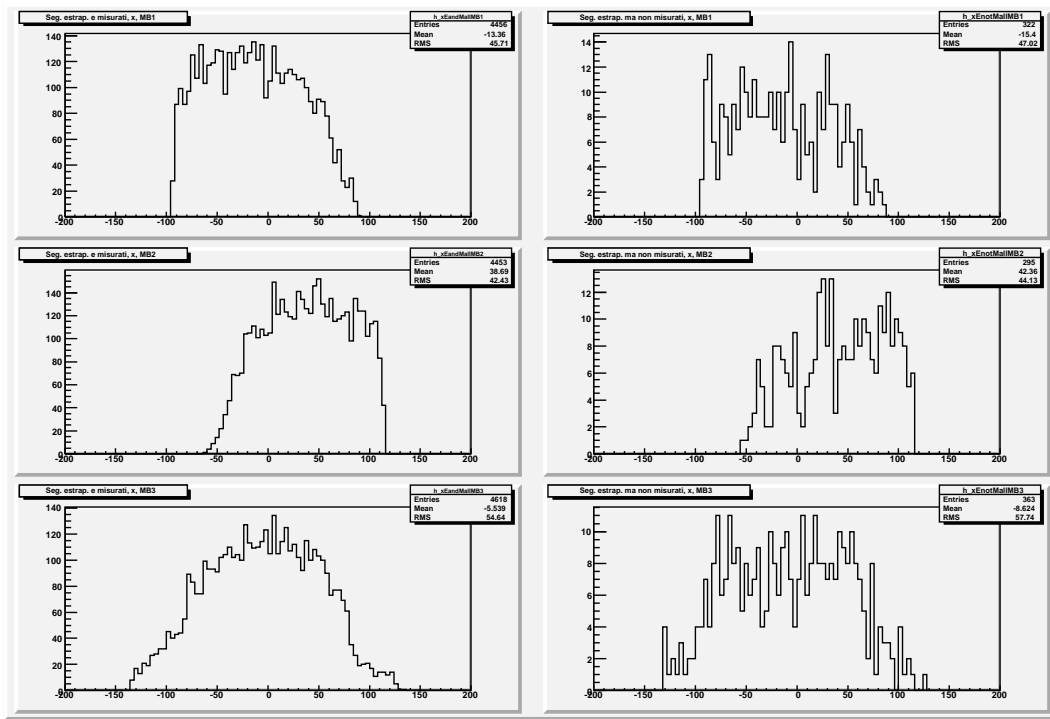 Seg. estrap. e misurati, x, MB1
h_xEandMallMB1
Entries 4456
Mean -13.36
RMS 45.71
140
120
100
80
60
40
20
0
-200 -150 -100 -50 0 50 100 150 200
Seg. estrap. ma non misurati, x, MB1
h_xEnotMallMB1
Entries 322
Mean -15.4
RMS 47.02
14
12
10
8
6
4
2
0
-200 -150 -100 -50 0 50 100 150 200
Seg. estrap. e misurati, x, MB2
h_xEandMallMB2
Entries 4453
Mean 38.69
RMS 42.43
140
120
100
80
60
40
20
0
-200 -150 -100 -50 0 50 100 150 200
Seg. estrap. ma non misurati, x, MB2
h_xEnotMallMB2
Entries 295
Mean 42.36
RMS 44.13
12
10
8
6
4
2
0
-200 -150 -100 -50 0 50 100 150 200
Seg. estrap. e misurati, x, MB3
h_xEandMallMB3
Entries 4618
Mean -5.539
RMS 54.64
140
120
100
80
60
40
20
0
-200 -150 -100 -50 0 50 100 150 200
Seg. estrap. ma non misurati, x, MB3
h_xEnotMallMB3
Entries 363
Mean -8.624
RMS 57.74
10
8
6
4
2
0
-200 -150 -100 -50 0 50 100 150 200